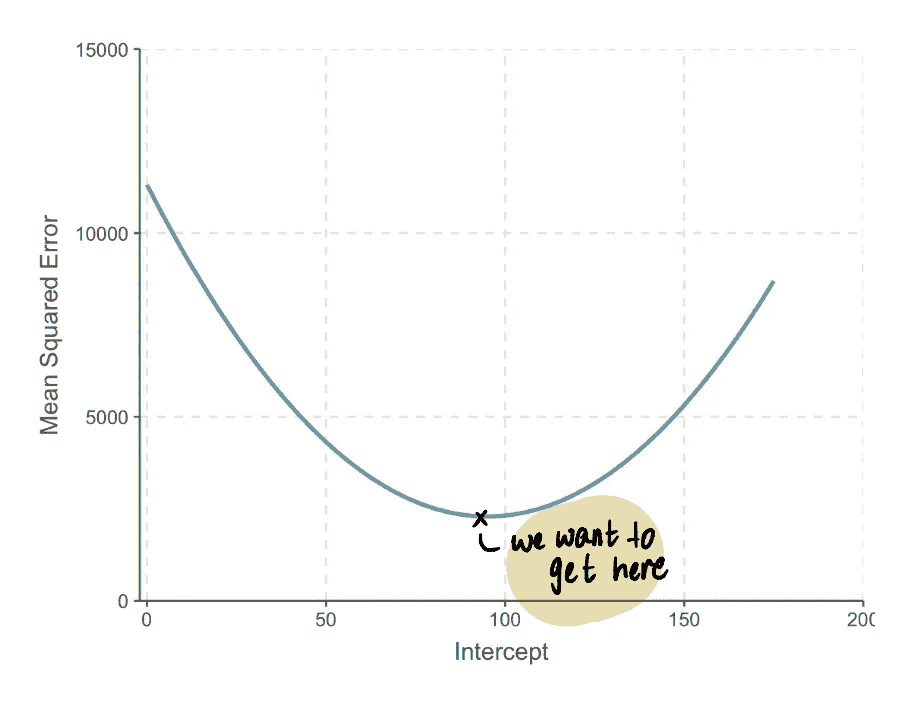 15000
10000
5000
0
Mean Squared Error
we want to
get here
0 50 100 150 200
Intercept